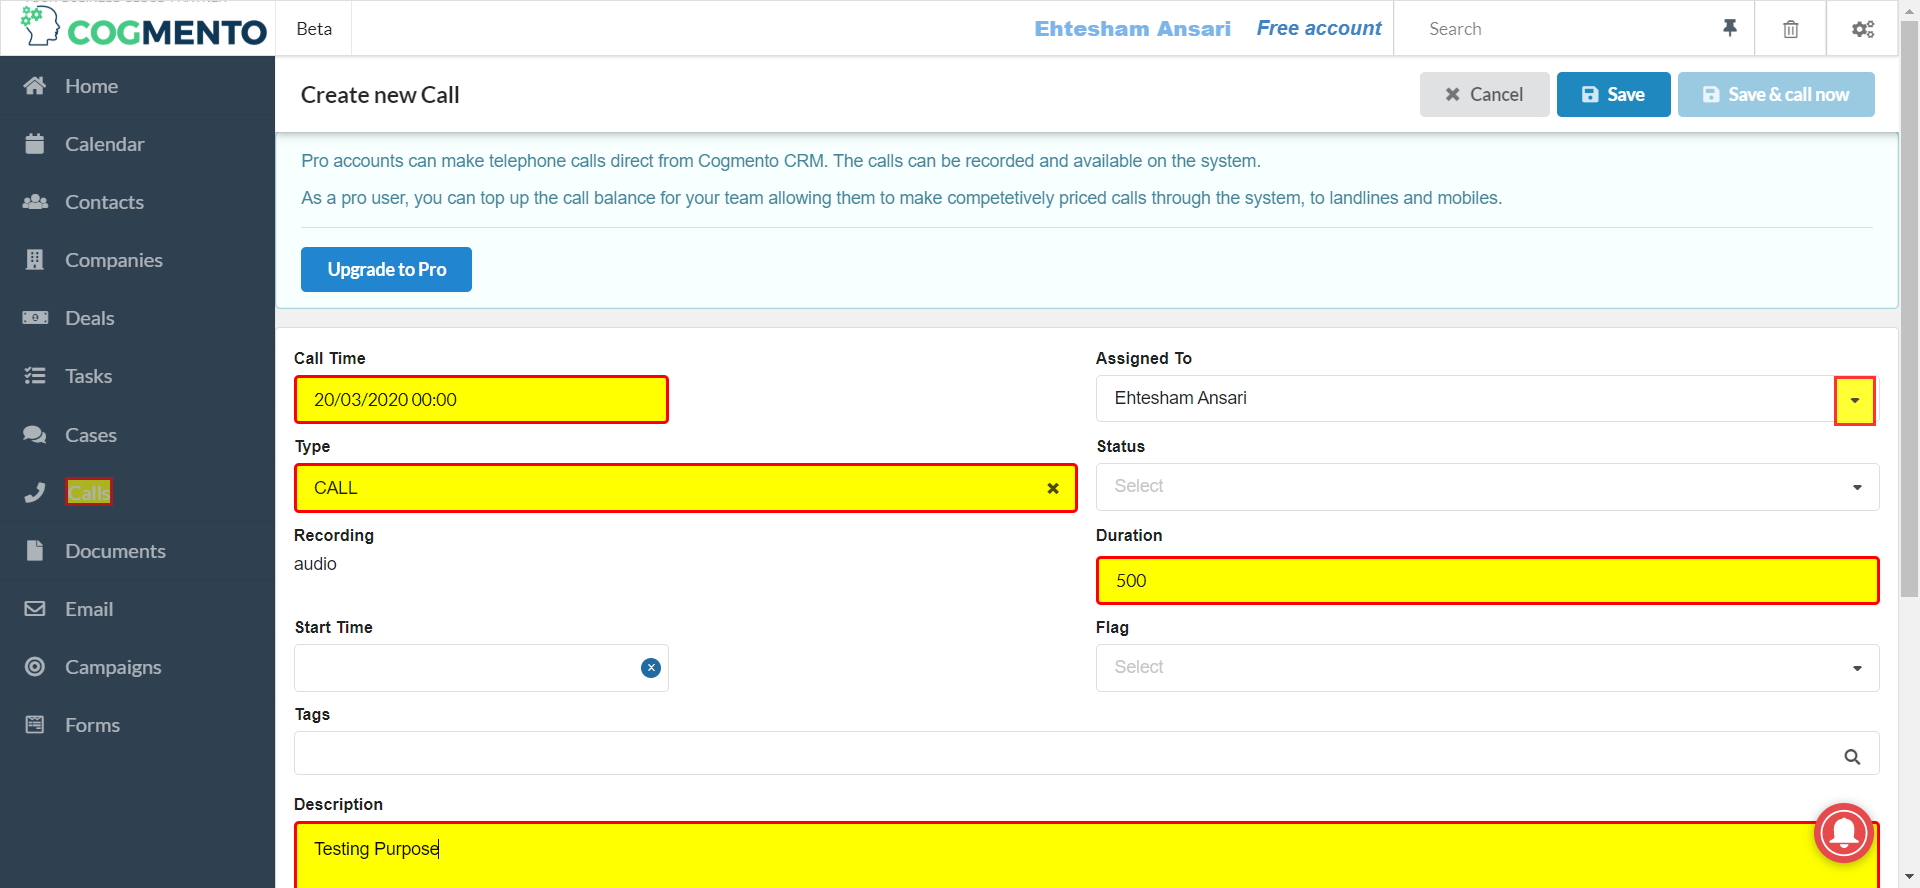 COGMENTO
Beta
Ehtesham Ansari
Free account
Search
Home
Calendar
Contacts
Companies
Deals
Tasks
Cases
Calls
Documents
Email
Campaigns
Forms
Create new Call
Cancel
Save
Save & call now
Pro accounts can make telephone calls direct from Cogmento CRM. The calls can be recorded and available on the system.
As a pro user, you can top up the call balance for your team allowing them to make competetively priced calls through the system, to landlines and mobiles.
Upgrade to Pro
Call Time
20/03/2020 00:00
Assigned To
Ehtesham Ansari
Type
CALL
Status
Select
Recording
audio
Duration
500
Start Time
Flag
Select
Tags
Description
Testing Purpose